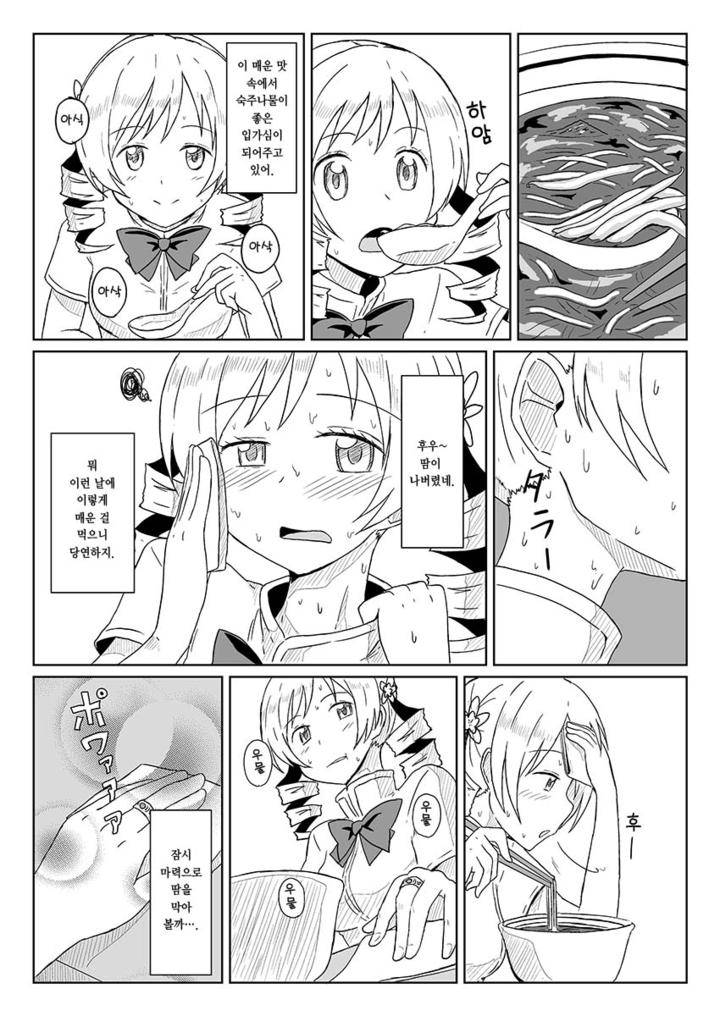 하
암
이 매운 맛
속에서
숙주나물이
좋은
입가심이
되어주고
있어.
아식
아삭
아삭
タラー
후우~
땀이
나버렸네.
뭐
이런 날에
이렇게
매운 걸
먹으니
당연하지.
후ー
우물
우물
우물
ポワァァァ
잠시
마력으로
땀을
막아
볼까….